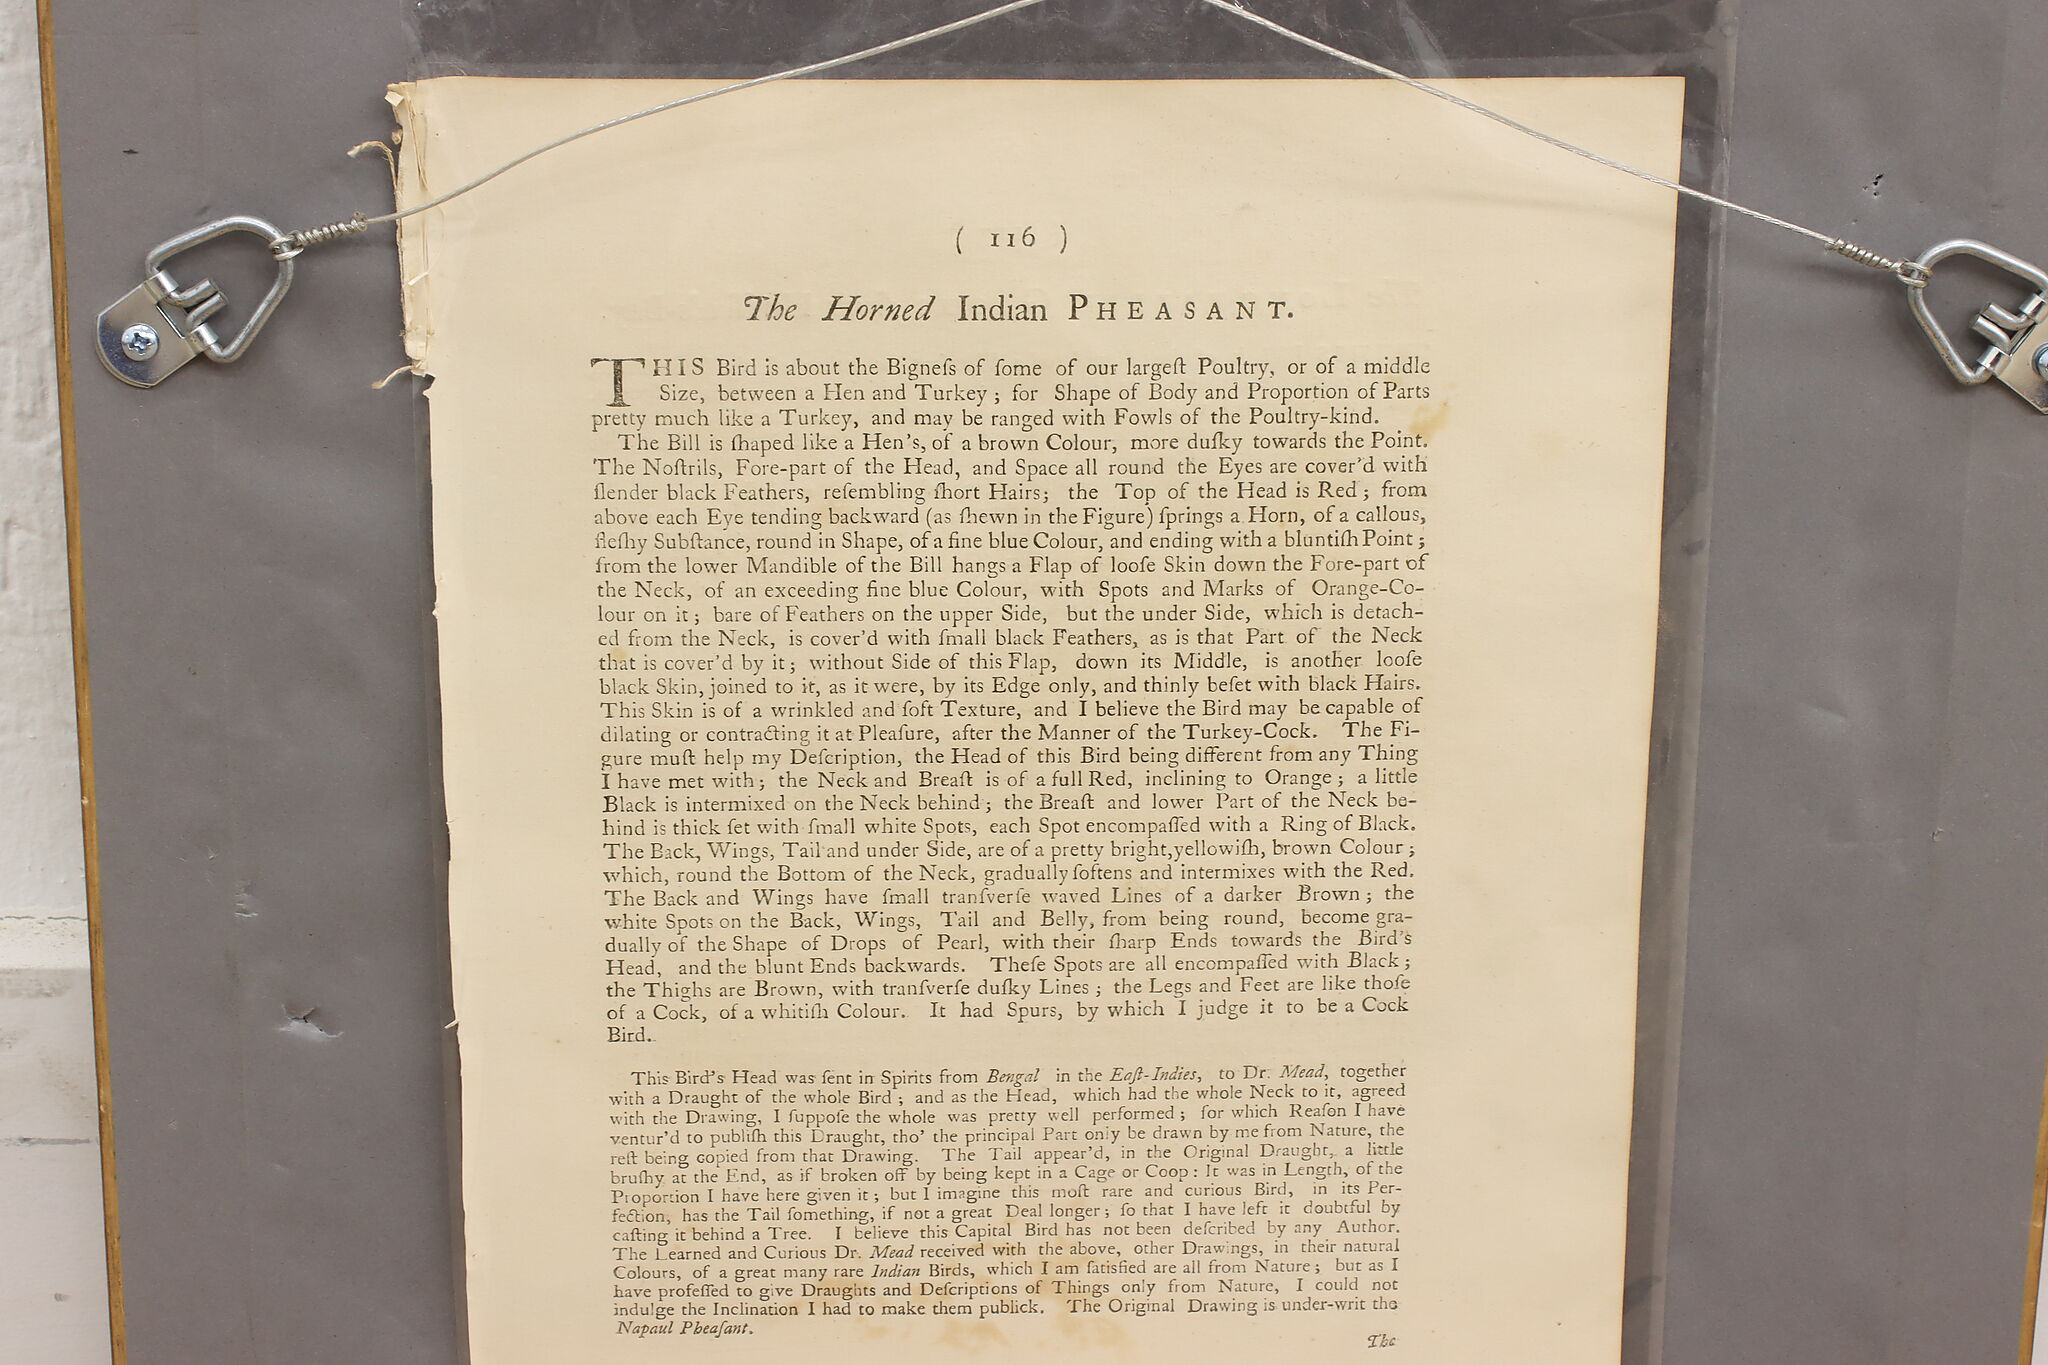 ( 116 )
The Horned Indian PHEASANT.
THIS Bird is about the Bigneſs of ſome of our largeſt Poultry, or of a middle
Size, between a Hen and Turkey; for Shape of Body and Proportion of Parts
pretty much like a Turkey, and may be ranged with Fowls of the Poultry-kind.
The Bill is ſhaped like a Hen's, of a brown Colour, more duſky towards the Point.
The Noſtrils, Fore-part of the Head, and Space all round the Eyes are cover'd with
ſlender black Feathers, reſembling ſhort Hairs; the Top of the Head is Red; from
above each Eye tending backward (as ſhewn in the Figure) ſprings a Horn, of a callous,
fleſhy Subſtance, round in Shape, of a fine blue Colour, and ending with a bluntiſh Point;
from the lower Mandible of the Bill hangs a Flap of looſe Skin down the Fore-part of
the Neck, of an exceeding fine blue Colour, with Spots and Marks of Orange-Co-
lour on it; bare of Feathers on the upper Side, but the under Side, which is detach-
ed from the Neck, is cover'd with ſmall black Feathers, as is that Part of the Neck
that is cover'd by it; without Side of this Flap, down its Middle, is another looſe
black Skin, joined to it, as it were, by its Edge only, and thinly beſet with black Hairs.
This Skin is of a wrinkled and ſoft Texture, and I believe the Bird may be capable of
dilating or contracting it at Pleaſure, after the Manner of the Turkey-Cock. The Fi-
gure muſt help my Deſcription, the Head of this Bird being different from any Thing
I have met with; the Neck and Breaſt is of a full Red, inclining to Orange; a little
Black is intermixed on the Neck behind; the Breaſt and lower Part of the Neck be-
hind is thick ſet with ſmall white Spots, each Spot encompaſſed with a Ring of Black.
The Back, Wings, Tail and under Side, are of a pretty bright, yellowiſh, brown Colour;
which, round the Bottom of the Neck, gradually ſoftens and intermixes with the Red.
The Back and Wings have ſmall tranſverſe waved Lines of a darker Brown; the
white Spots on the Back, Wings, Tail and Belly, from being round, become gra-
dually of the Shape of Drops of Pearl, with their ſharp Ends towards the Bird's
Head, and the blunt Ends backwards. Theſe Spots are all encompaſſed with Black;
the Thighs are Brown, with tranſverſe duſky Lines; the Legs and Feet are like thoſe
of a Cock, of a whitiſh Colour. It had Spurs, by which I judge it to be a Cock
Bird.
This Bird's Head was ſent in Spirits from Bengal in the Eaſt-Indies, to Dr. Mead, together
with a Draught of the whole Bird; and as the Head, which had the whole Neck to it, agreed
with the Drawing, I ſuppoſe the whole was pretty well performed; for which Reaſon I have
ventur'd to publiſh this Draught, tho' the principal Part only be drawn by me from Nature, the
reſt being copied from that Drawing. The Tail appear'd, in the Original Draught, a little
bruſhy at the End, as if broken off by being kept in a Cage or Coop: It was in Length, of the
Proportion I have here given it; but I imagine this moſt rare and curious Bird, in its Per-
fection, has the Tail ſomething, if not a great Deal longer; ſo that I have left it doubtful by
caſting it behind a Tree. I believe this Capital Bird has not been deſcribed by any Author.
The Learned and Curious Dr. Mead received with the above, other Drawings, in their natural
Colours, of a great many rare Indian Birds, which I am ſatisfied are all from Nature; but as I
have profeſſed to give Draughts and Deſcriptions of Things only from Nature, I could not
indulge the Inclination I had to make them publick. The Original Drawing is under-writ the
Napaul Pheaſant.
The